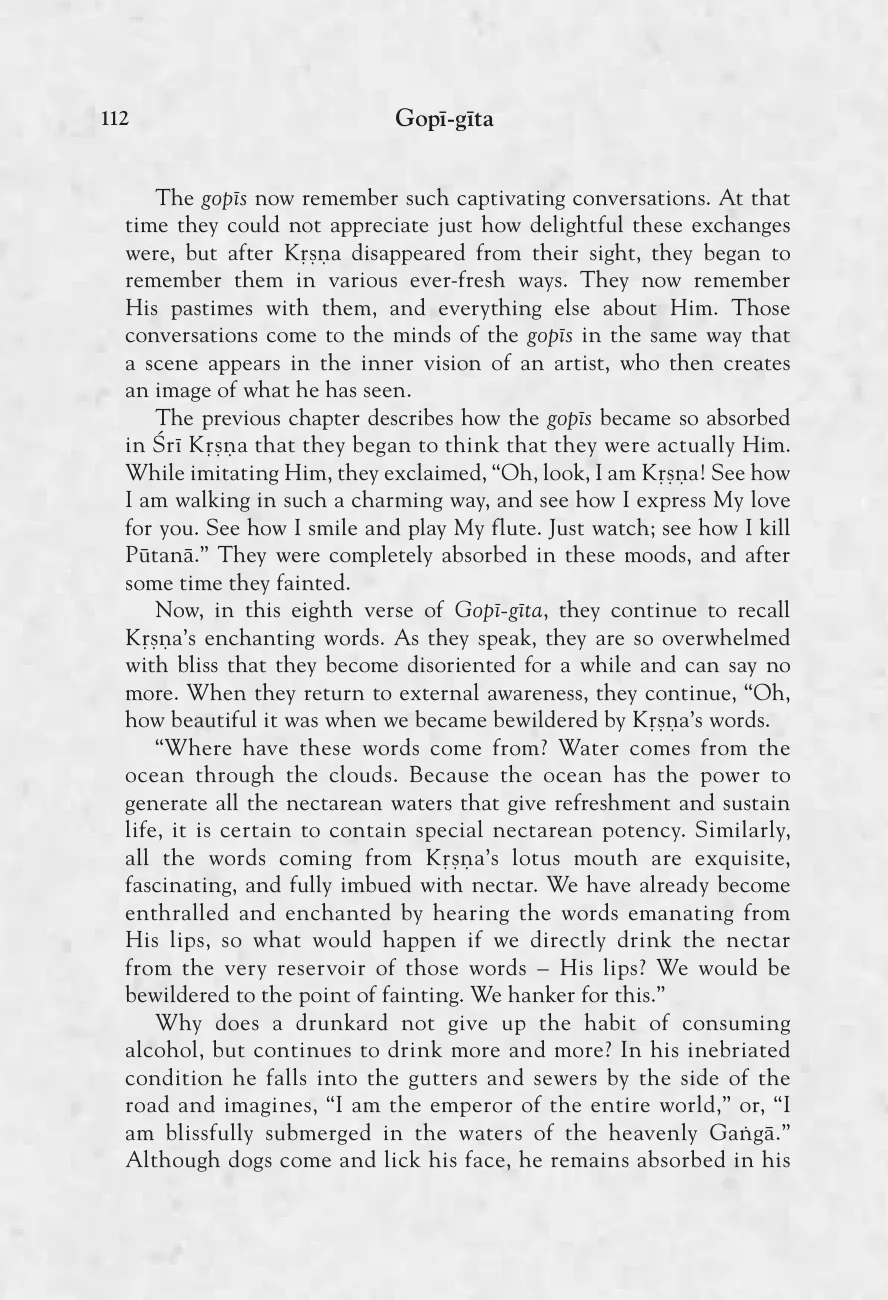 112
Gopī-gīta
The gopīs now remember such captivating conversations. At that
time they could not appreciate just how delightful these exchanges
were, but after Kṛṣṇa disappeared from their sight, they began to
remember them in various ever-fresh ways. They now remember
His pastimes with them, and everything else about Him. Those
conversations come to the minds of the gopīs in the same way that
a scene appears in the inner vision of an artist, who then creates
an image of what he has seen.
The previous chapter describes how the gopīs became so absorbed
in Śrī Kṛṣṇa that they began to think that they were actually Him.
While imitating Him, they exclaimed, “Oh, look, I am Kṛṣṇa! See how
I am walking in such a charming way, and see how I express My love
for you. See how I smile and play My flute. Just watch; see how I kill
Pūtanā.” They were completely absorbed in these moods, and after
some time they fainted.
Now, in this eighth verse of Gopī-gīta, they continue to recall
Kṛṣṇa’s enchanting words. As they speak, they are so overwhelmed
with bliss that they become disoriented for a while and can say no
more. When they return to external awareness, they continue, “Oh,
how beautiful it was when we became bewildered by Kṛṣṇa’s words.
“Where have these words come from? Water comes from the
ocean through the clouds. Because the ocean has the power to
generate all the nectarean waters that give refreshment and sustain
life, it is certain to contain special nectarean potency. Similarly,
all the words coming from Kṛṣṇa’s lotus mouth are exquisite,
fascinating, and fully imbued with nectar. We have already become
enthralled and enchanted by hearing the words emanating from
His lips, so what would happen if we directly drink the nectar
from the very reservoir of those words – His lips? We would be
bewildered to the point of fainting. We hanker for this.”
Why does a drunkard not give up the habit of consuming
alcohol, but continues to drink more and more? In his inebriated
condition he falls into the gutters and sewers by the side of the
road and imagines, “I am the emperor of the entire world,” or, “I
am blissfully submerged in the waters of the heavenly Gaṅgā.”
Although dogs come and lick his face, he remains absorbed in his